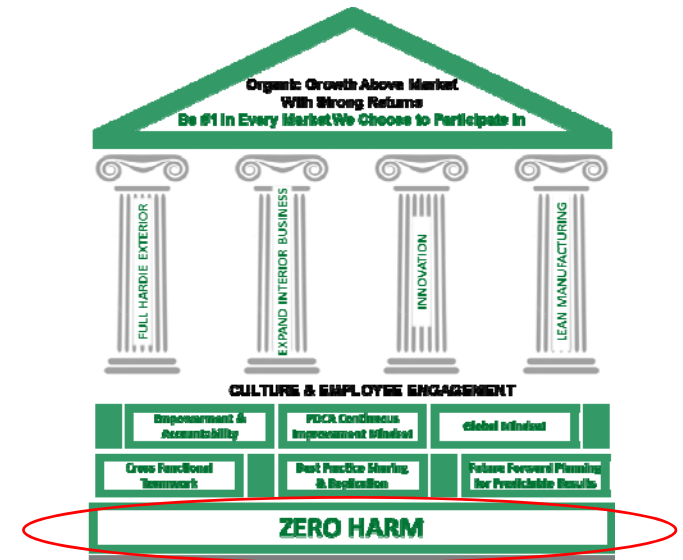 Organic Growth Above Market
With Strong Returns
Be #1 in Every Market We Choose to Participate in
FULL HARDIE EXTERIOR
EXPAND INTERIOR BUSINESS
INNOVATION
LEAN MANUFACTURING
CULTURE & EMPLOYEE ENGAGEMENT
Empowerment &
Accountability
PDCA Continuous
Improvement Mindset
Global Mindset
Cross Functional
Teamwork
Best Practice Sharing
& Replication
Future Forward Planning
for Predictable Results
ZERO HARM